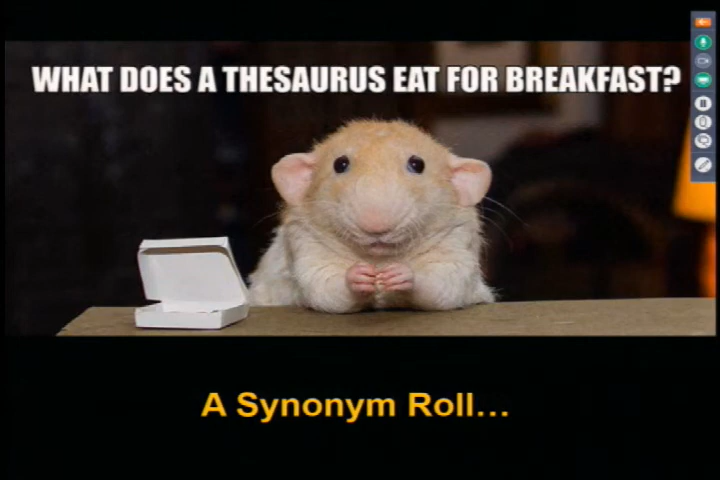 WHAT DOES A THESAURUS EAT FOR BREAKFAST?
A Synonym Roll...